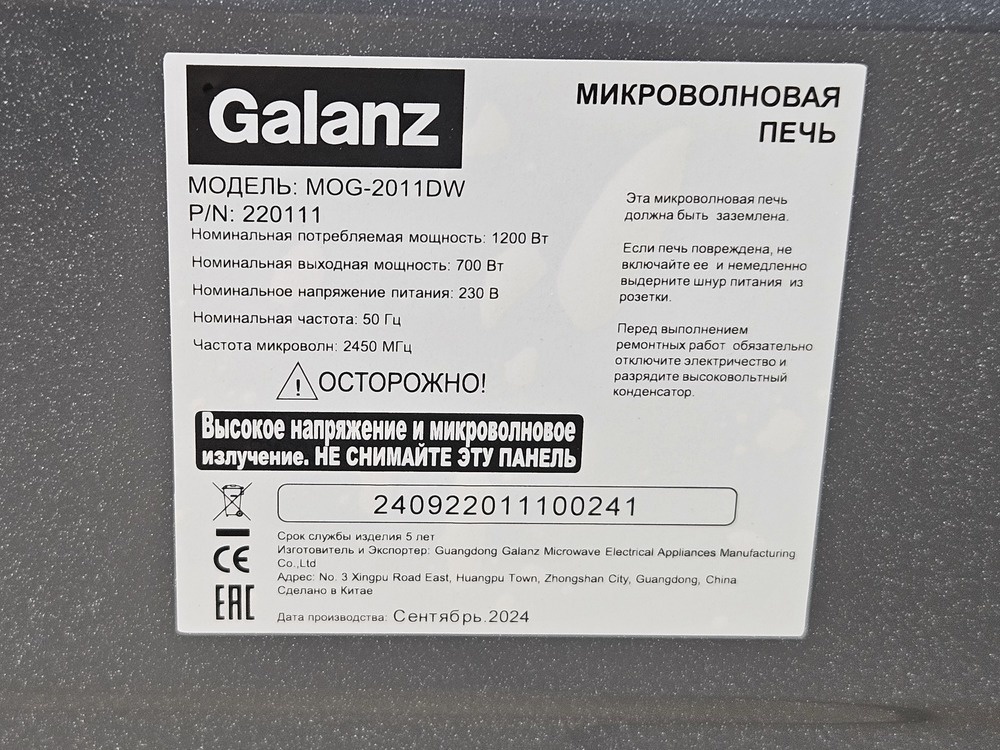 Galanz
МИКРОВОЛНОВАЯ
ПЕЧЬ
МОДЕЛЬ: MOG-2011DW
P/N: 220111
Номинальная потребляемая мощность: 1200 Вт
Номинальная выходная мощность: 700 Вт
Номинальное напряжение питания: 230 В
Номинальная частота: 50 Гц
Частота микроволн: 2450 МГц
Эта микроволновая печь
должна быть заземлена.
Если печь повреждена, не
включайте ее и немедленно
выдерните шнур питания из
розетки.
Перед выполнением
ремонтных работ обязательно
отключите электричество и
разрядите высоковольтный
конденсатор.
ОСТОРОЖНО!
Высокое напряжение и микроволновое
излучение. НЕ СНИМАЙТЕ ЭТУ ПАНЕЛЬ
240922011100241
Срок службы изделия 5 лет
Изготовитель и Экспортер: Guangdong Galanz Microwave Electrical Appliances Manufacturing
Co.,Ltd
Адрес: No. 3 Xingpu Road East, Huangpu Town, Zhongshan City, Guangdong, China
Сделано в Китае
Дата производства: Сентябрь.2024
CE
EAC